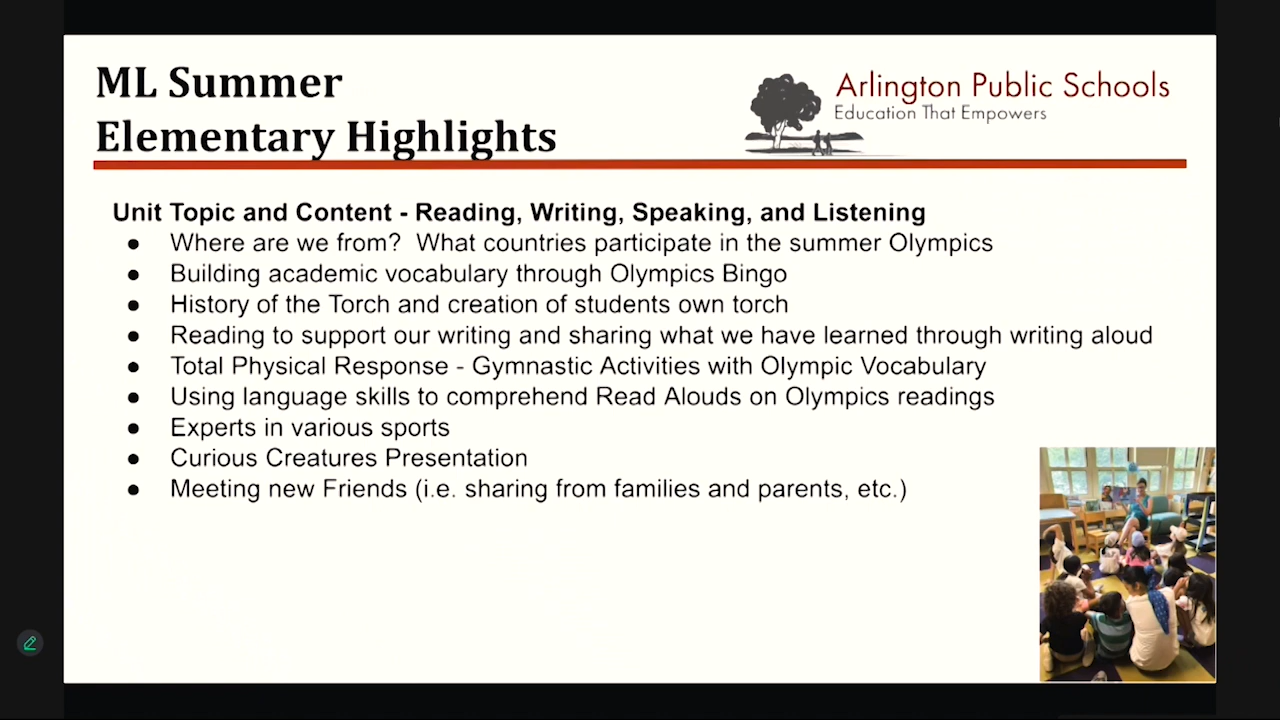 ML Summer
Elementary Highlights
Arlington Public Schools
Education That Empowers
Unit Topic and Content - Reading, Writing, Speaking, and Listening
● Where are we from?  What countries participate in the summer Olympics
● Building academic vocabulary through Olympics Bingo
● History of the Torch and creation of students own torch
● Reading to support our writing and sharing what we have learned through writing aloud
● Total Physical Response - Gymnastic Activities with Olympic Vocabulary
● Using language skills to comprehend Read Alouds on Olympics readings
● Experts in various sports
● Curious Creatures Presentation
● Meeting new Friends (i.e. sharing from families and parents, etc.)